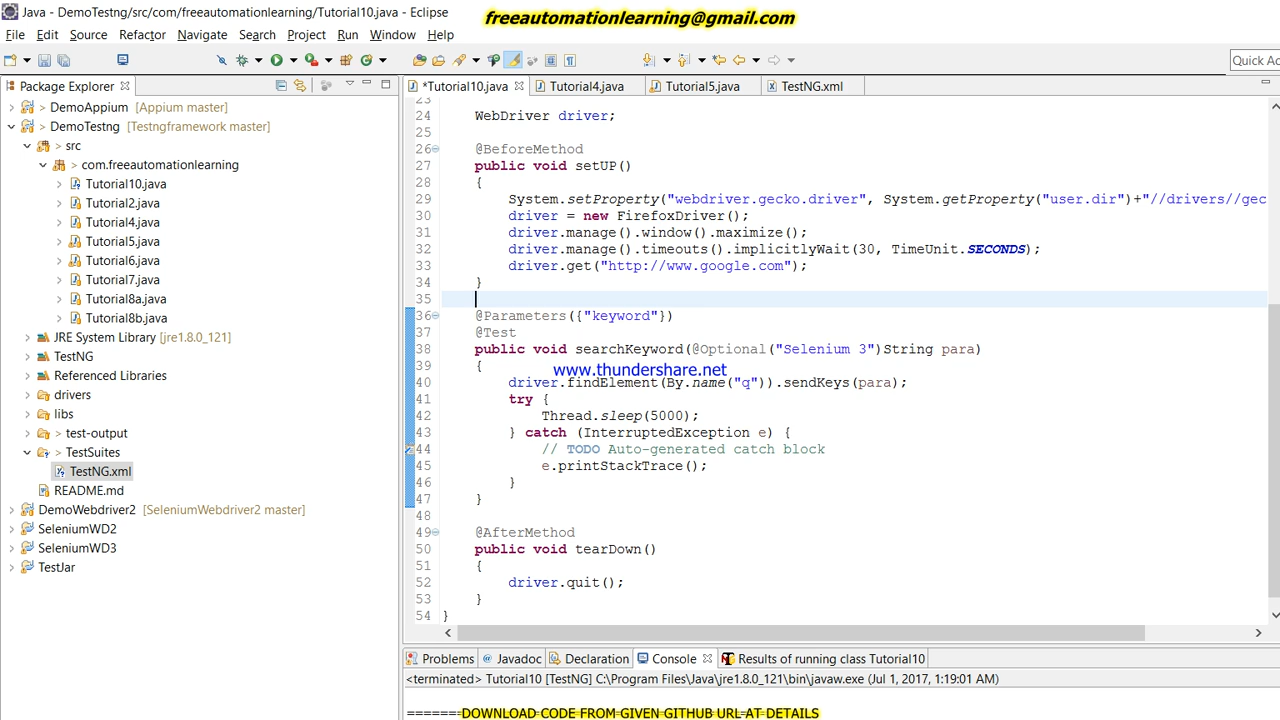 Java - DemoTestng/src/com/freeautomationlearning/Tutorial10.java - Eclipse
freeautomationlearning@gmail.com
File Edit Source Refactor Navigate Search Project Run Window Help
Quick Ac
Package Explorer
*Tutorial10.java Tutorial4.java Tutorial5.java TestNG.xml
DemoAppium [Appium master]
DemoTestng [Testngframework master]
src
com.freeautomationlearning
Tutorial10.java
Tutorial2.java
Tutorial4.java
Tutorial5.java
Tutorial6.java
Tutorial7.java
Tutorial8a.java
Tutorial8b.java
JRE System Library [jre1.8.0_121]
TestNG
Referenced Libraries
drivers
libs
test-output
TestSuites
TestNG.xml
README.md
DemoWebdriver2 [SeleniumWebdriver2 master]
SeleniumWD2
SeleniumWD3
TestJar
23
24 WebDriver driver;
25
26 @BeforeMethod
27 public void setUP()
28 {
29 System.setProperty("webdriver.gecko.driver", System.getProperty("user.dir")+"//drivers//gec
30 driver = new FirefoxDriver();
31 driver.manage().window().maximize();
32 driver.manage().timeouts().implicitlyWait(30, TimeUnit.SECONDS);
33 driver.get("http://www.google.com");
34 }
35
36 @Parameters({"keyword"})
37 @Test
38 public void searchKeyword(@Optional("Selenium 3")String para)
39 {
www.thundershare.net
40 driver.findElement(By.name("q")).sendKeys(para);
41 try {
42 Thread.sleep(5000);
43 } catch (InterruptedException e) {
44 // TODO Auto-generated catch block
45 e.printStackTrace();
46 }
47 }
48
49 @AfterMethod
50 public void tearDown()
51 {
52 driver.quit();
53 }
54 }
Problems @ Javadoc Declaration Console Results of running class Tutorial10
<terminated> Tutorial10 [TestNG] C:\Program Files\Java\jre1.8.0_121\bin\javaw.exe (Jul 1, 2017, 1:19:01 AM)
=======DOWNLOAD CODE FROM GIVEN GITHUB URL AT DETAILS